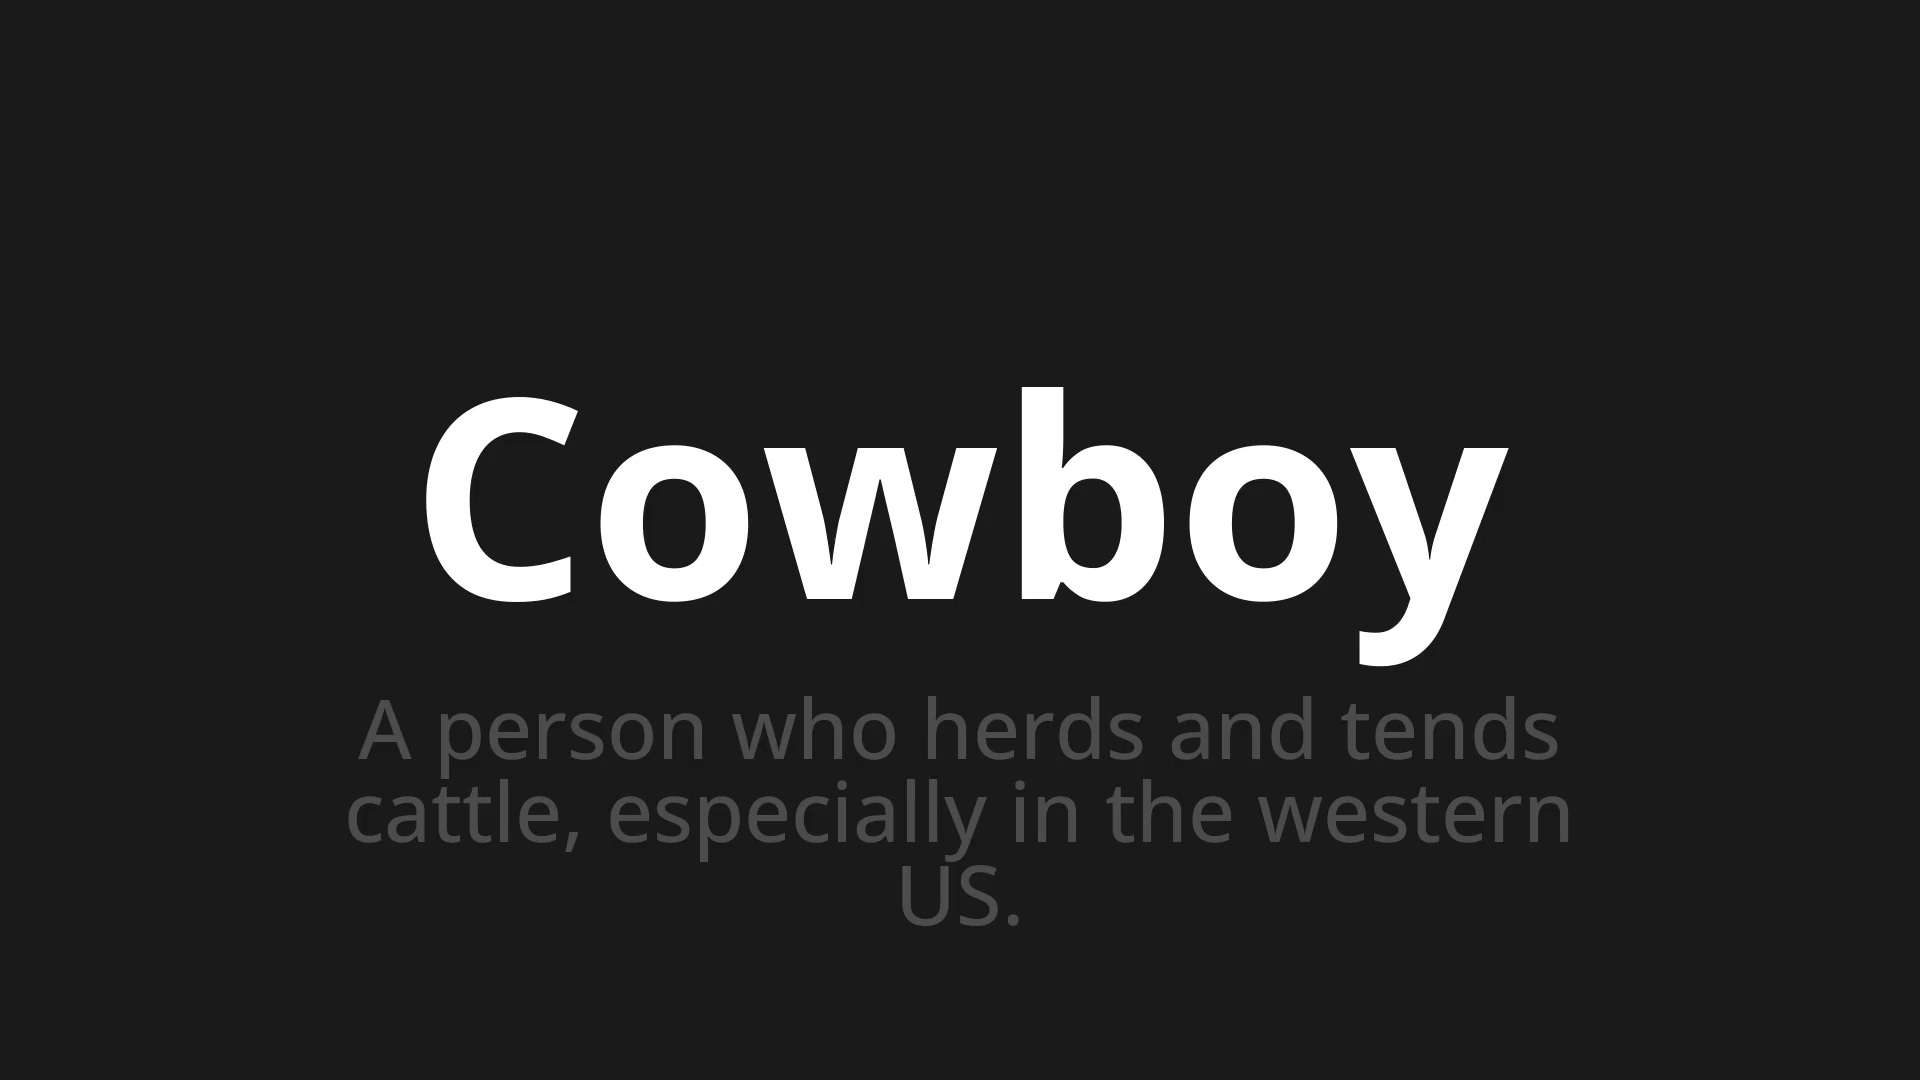 Cowboy
A person who herds and tends
cattle, especially in the western
US.